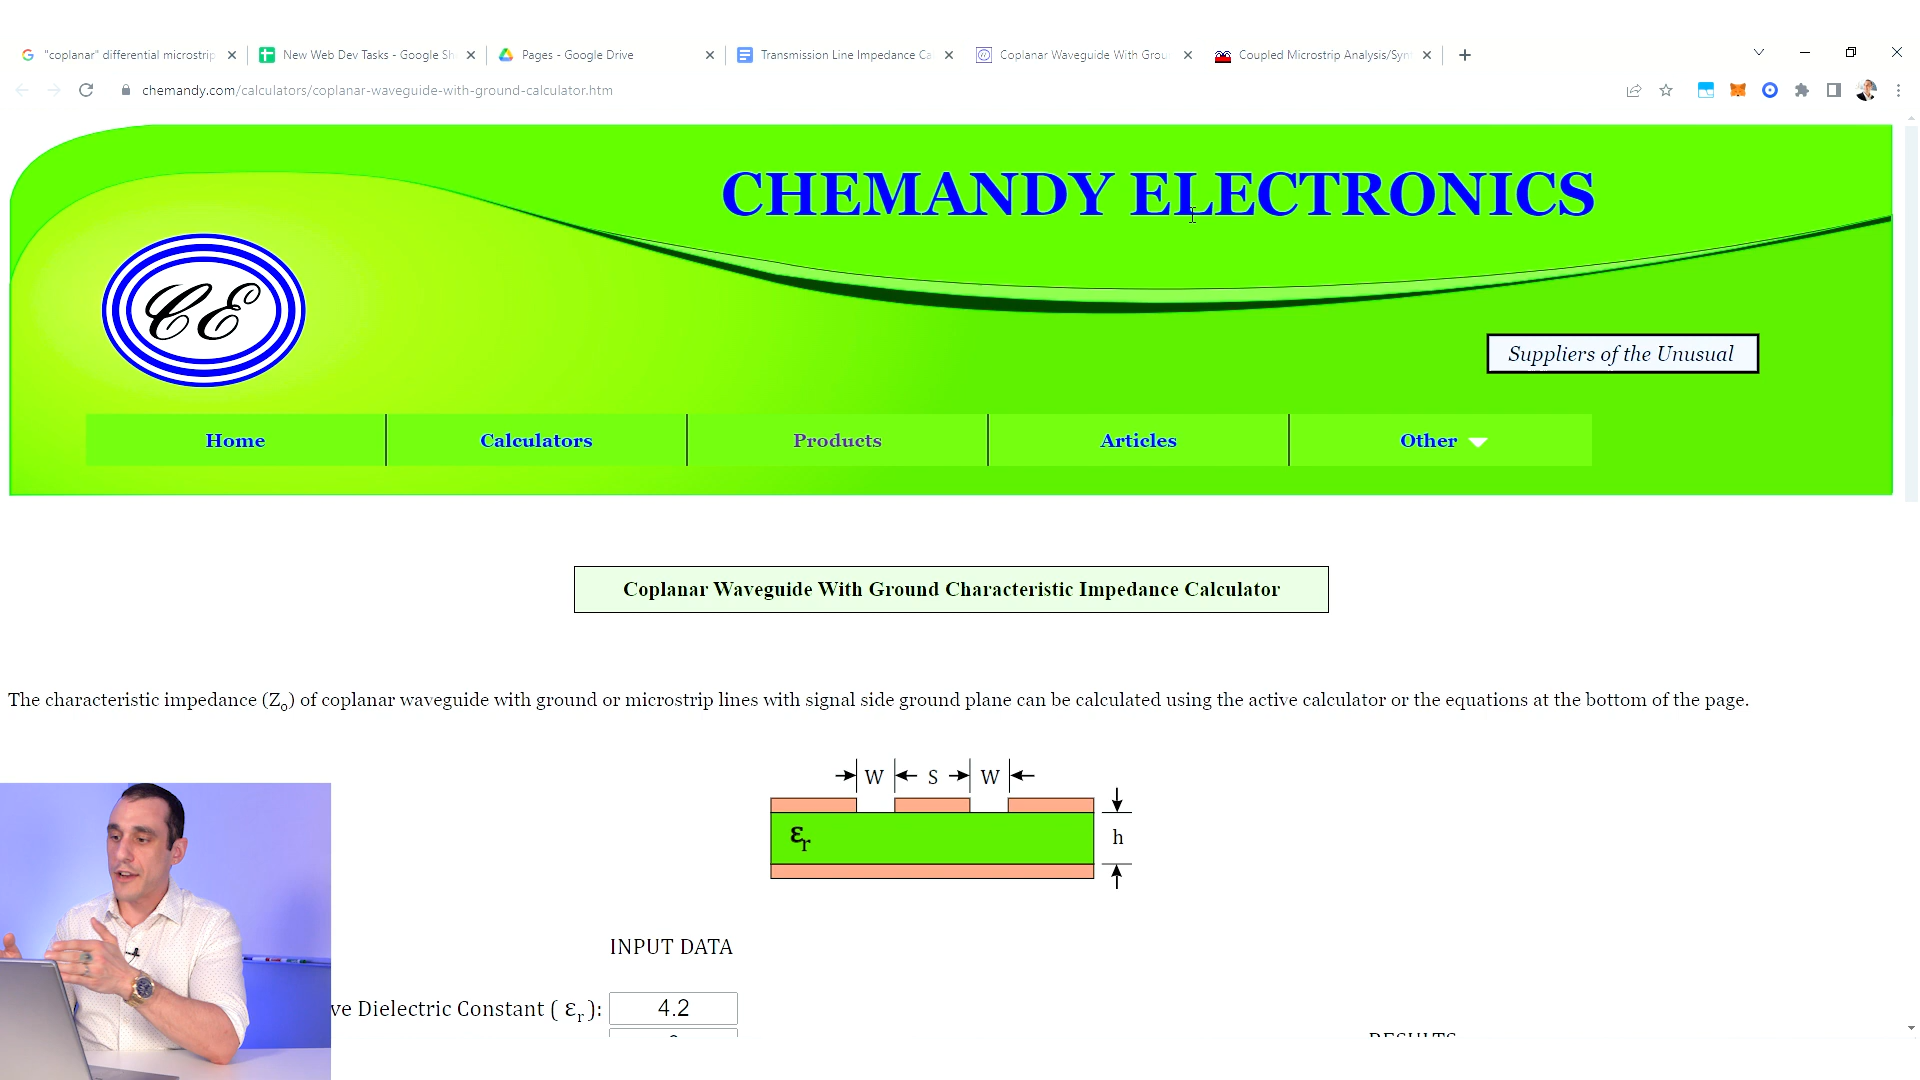 "coplanar" differential microstrip
New Web Dev Tasks - Google Sh
Pages - Google Drive
Transmission Line Impedance Ca
Coplanar Waveguide With Grou
Coupled Microstrip Analysis/Syn
chemandy.com/calculators/coplanar-waveguide-with-ground-calculator.htm
CHEMANDY ELECTRONICS
CE
Suppliers of the Unusual
Home
Calculators
Products
Articles
Other
Coplanar Waveguide With Ground Characteristic Impedance Calculator
The characteristic impedance (Zo) of coplanar waveguide with ground or microstrip lines with signal side ground plane can be calculated using the active calculator or the equations at the bottom of the page.
W S W
εr
h
INPUT DATA
ve Dielectric Constant ( εr ): 4.2
RESULTS